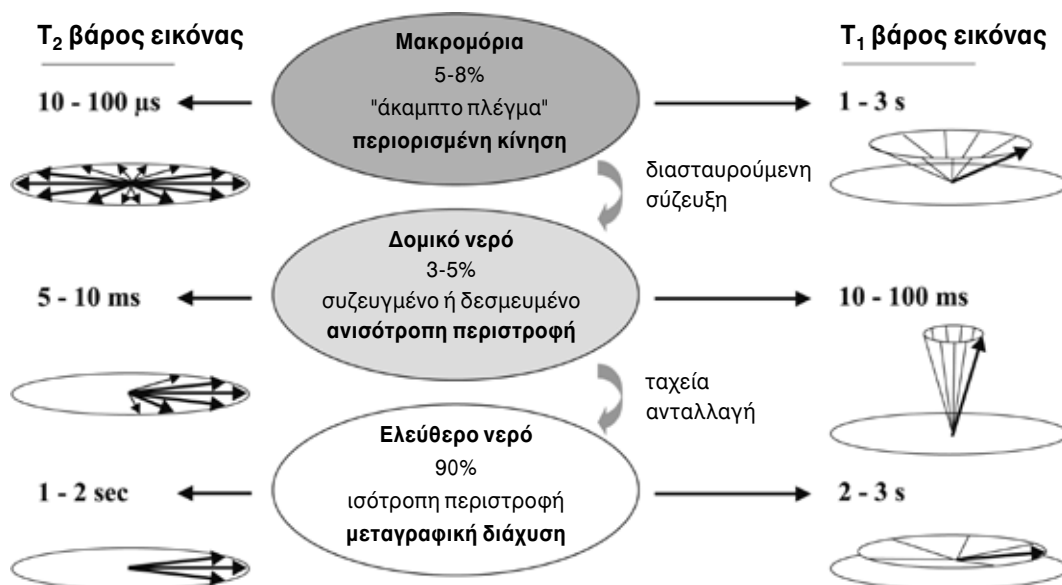 T₂ βάρος εικόνας
10 - 100 μs
5 - 10 ms
1 - 2 sec
Μακρομόρια
5-8%
"άκαμπτο πλέγμα"
περιορισμένη κίνηση
διασταυρούμενη
σύζευξη
Δομικό νερό
3-5%
συζευγμένο ή δεσμευμένο
ανισότροπη περιστροφή
ταχεία
ανταλλαγή
Ελεύθερο νερό
90%
ισότροπη περιστροφή
μεταγραφική διάχυση
T₁ βάρος εικόνας
1 - 3 s
10 - 100 ms
2 - 3 s